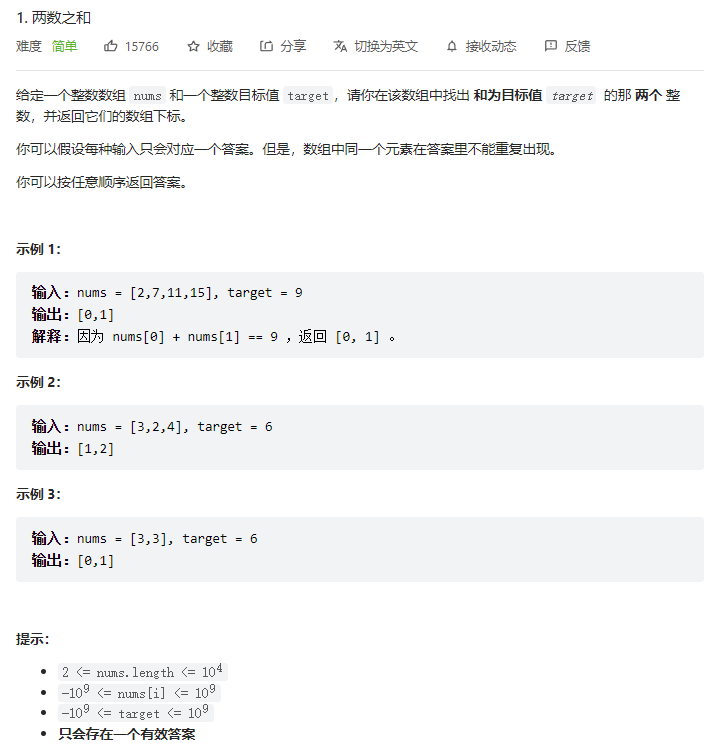 1. 两数之和
难度 简单 15766 收藏 分享 切换为英文 接收动态 反馈
给定一个整数数组 nums 和一个整数目标值 target，请你在该数组中找出 和为目标值 target 的那 两个 整
数，并返回它们的数组下标。
你可以假设每种输入只会对应一个答案。但是，数组中同一个元素在答案里不能重复出现。
你可以按任意顺序返回答案。
示例 1：
输入：nums = [2,7,11,15], target = 9
输出：[0,1]
解释：因为 nums[0] + nums[1] == 9 ，返回 [0, 1] 。
示例 2：
输入：nums = [3,2,4], target = 6
输出：[1,2]
示例 3：
输入：nums = [3,3], target = 6
输出：[0,1]
提示：
• 2 <= nums.length <= 10⁴
• -10⁹ <= nums[i] <= 10⁹
• -10⁹ <= target <= 10⁹
• 只会存在一个有效答案